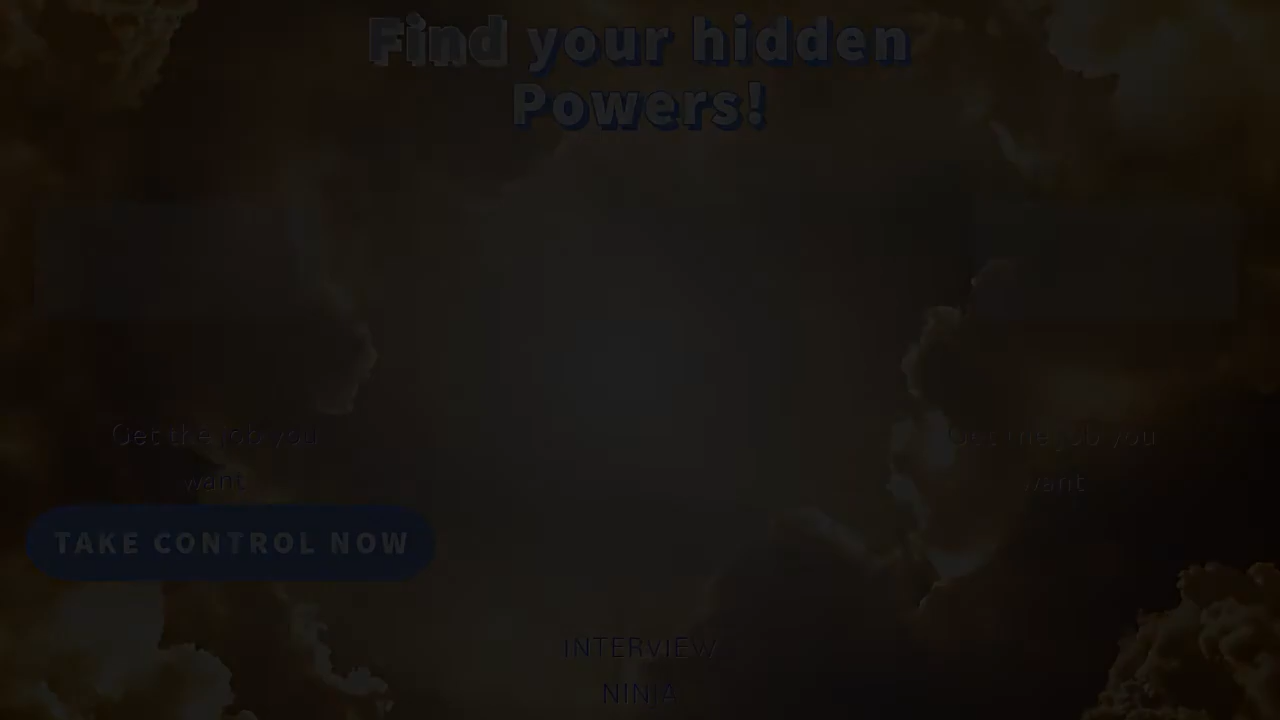 Find your hidden
Powers!
Get the job you
want
Get the job you
want
TAKE CONTROL NOW
INTERVIEW
NINJA